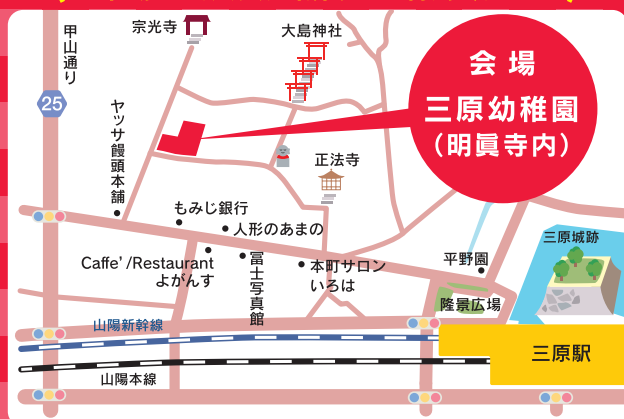 宗光寺
大島神社
甲山通り
25
会場
三原幼稚園
（明眞寺内）
ヤッサ饅頭本舗
正法寺
もみじ銀行
人形のあまの
三原城跡
Caffe'/Restaurant
よがんす
富士写真館
本町サロン
いろは
平野園
隆景広場
山陽新幹線
三原駅
山陽本線